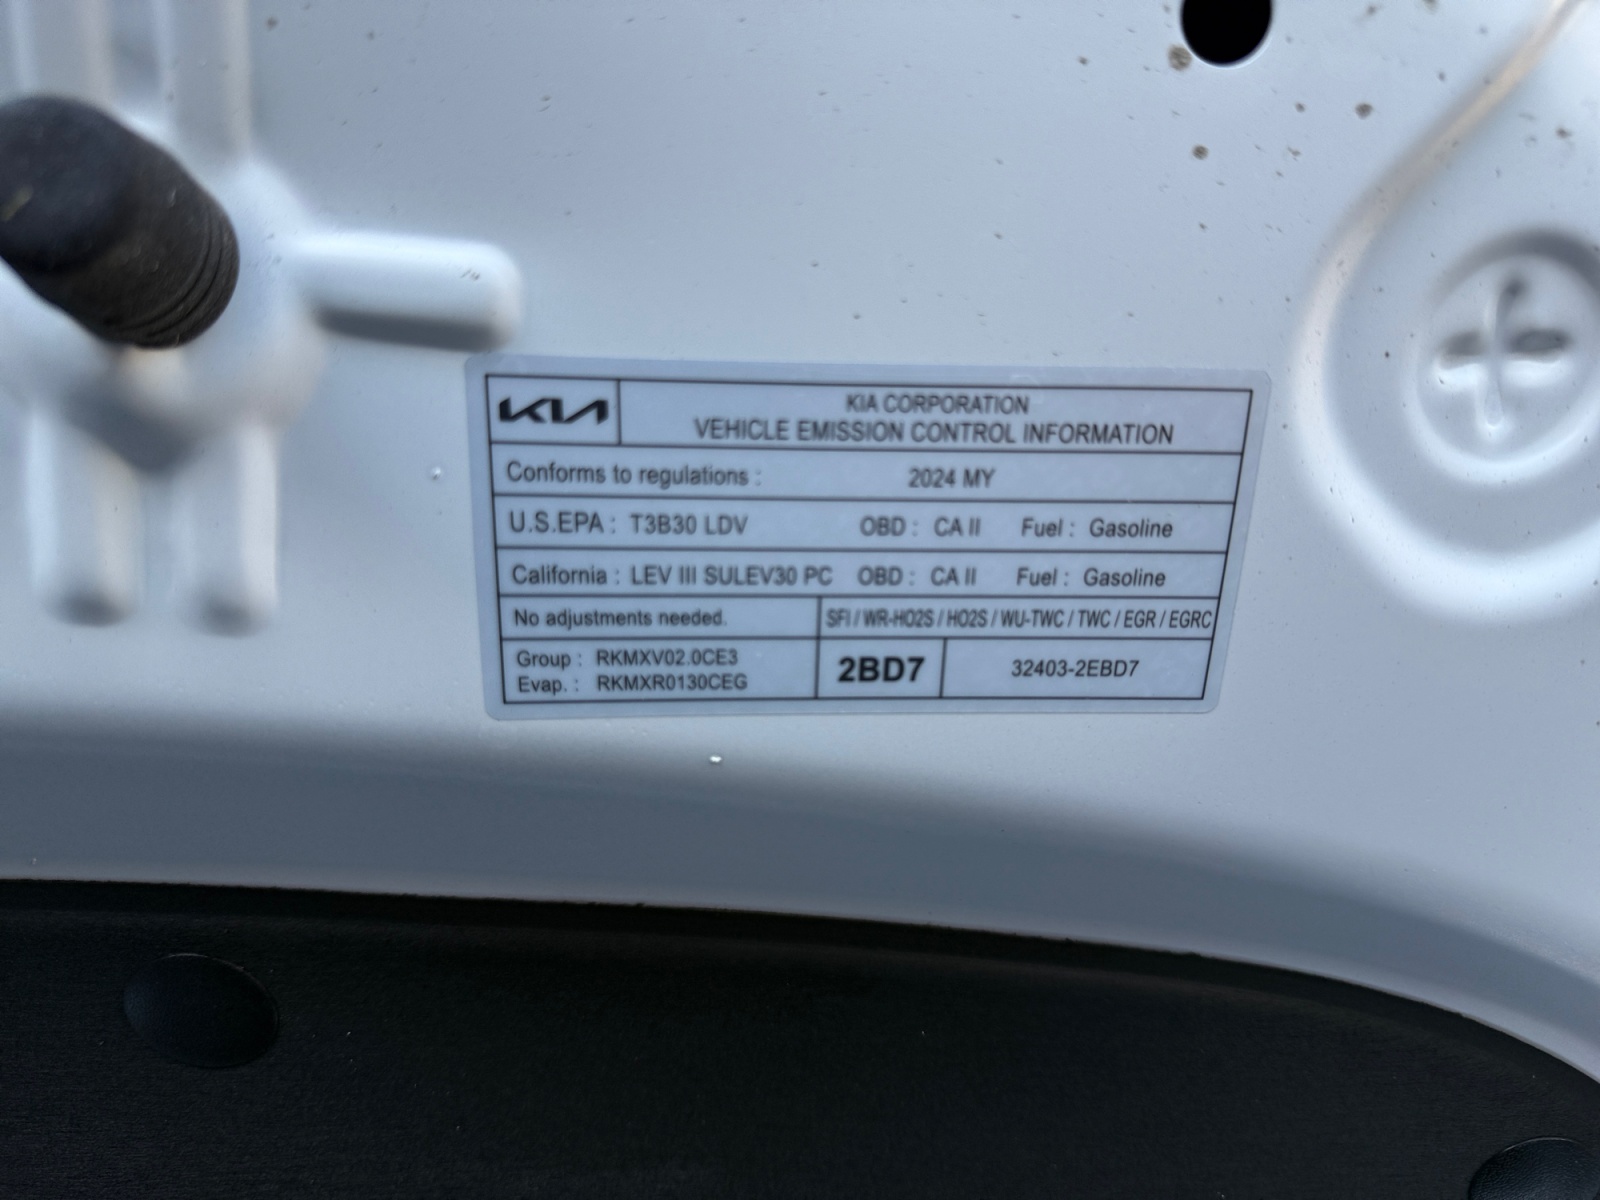 KIA
KIA CORPORATION
VEHICLE EMISSION CONTROL INFORMATION
Conforms to regulations : 2024 MY
U.S.EPA : T3B30 LDV OBD : CA II Fuel : Gasoline
California : LEV III SULEV30 PC OBD : CA II Fuel : Gasoline
No adjustments needed. SFI / WR-HO2S / HO2S / WU-TWC / TWC / EGR / EGRC
Group : RKMXV02.0CE3
Evap. : RKMXR0130CEG
2BD7
32403-2EBD7